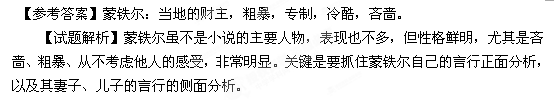 【参考答案】蒙铁尔：当地的财主，粗暴，专制，冷酷，吝啬。
【试题解析】蒙铁尔虽不是小说的主要人物，表现也不多，但性格鲜明，尤其是吝
啬、粗暴、从不考虑他人的感受，非常明显。关键是要抓住蒙铁尔自己的言行正面分析，
以及其妻子、儿子的言行的侧面分析。